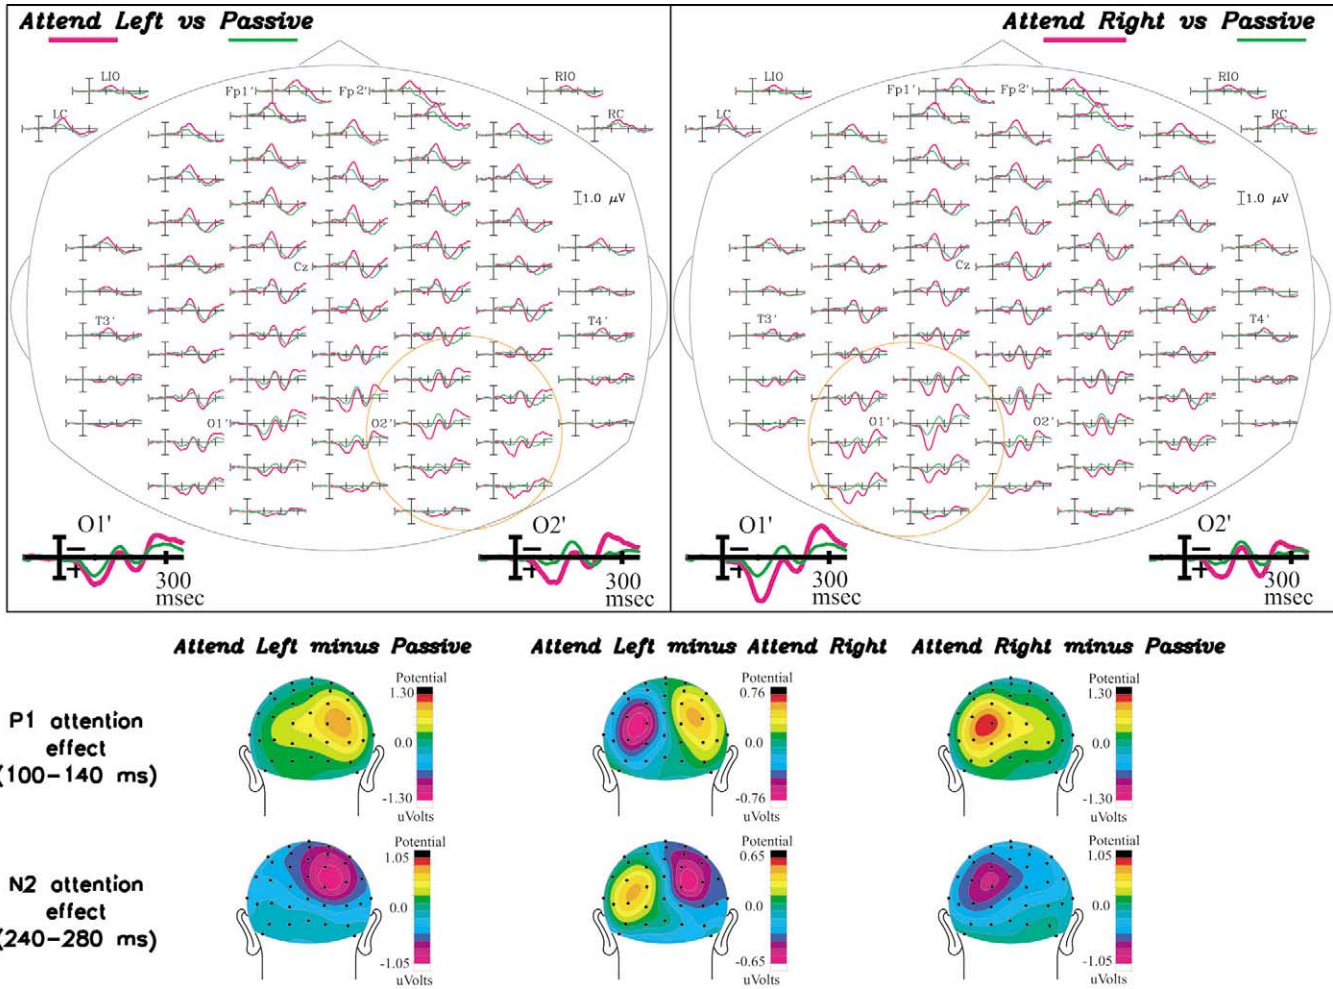 Attend Left vs Passive
Attend Right vs Passive
LIO
LC
Fp1'
Fp2'
RIO
RC
1.0 μV
Cz
T3'
T4'
O1'
O2'
LIO
LC
Fp1'
Fp2'
RIO
RC
1.0 μV
Cz
T3'
T4'
O1'
O2'
O1'
−
+
300
msec
O2'
−
+
300
msec
O1'
−
+
300
msec
O2'
−
+
300
msec
Attend Left minus Passive
Attend Left minus Attend Right
Attend Right minus Passive
P1 attention
effect
(100−140 ms)
Potential
1.30
0.0
-1.30
uVolts
Potential
0.76
0.0
-0.76
uVolts
Potential
1.30
0.0
-1.30
uVolts
N2 attention
effect
(240−280 ms)
Potential
1.05
0.0
-1.05
uVolts
Potential
0.65
0.0
-0.65
uVolts
Potential
1.05
0.0
-1.05
uVolts